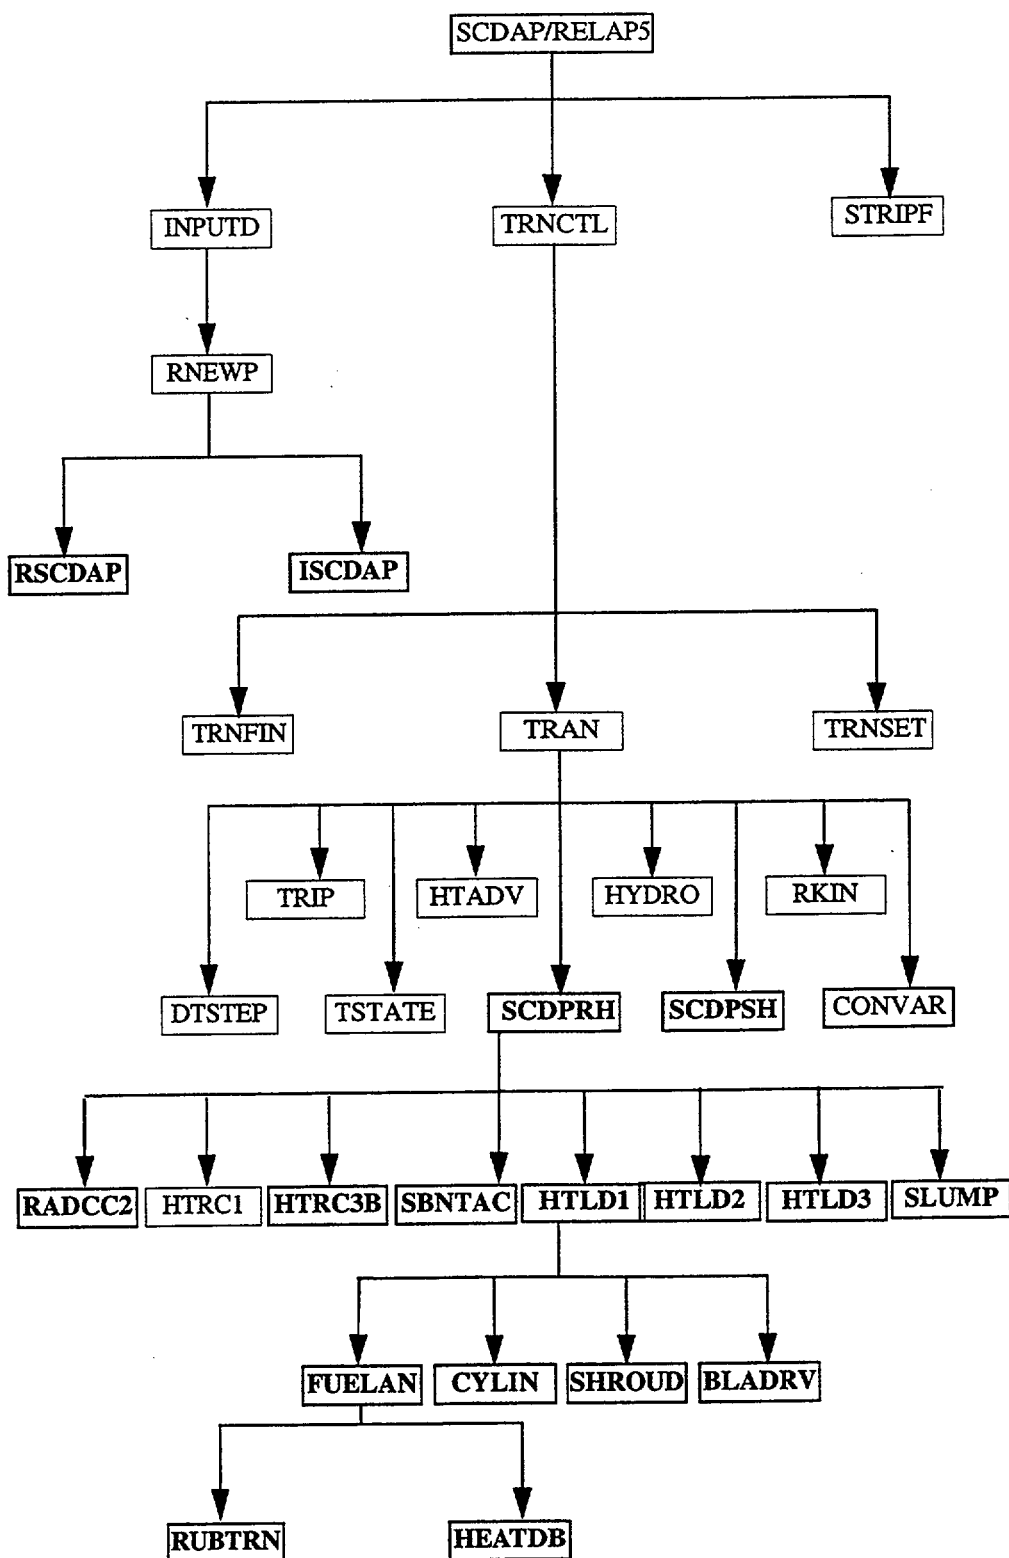 SCDAP/RELAP5
INPUTD
TRNCTL
STRIPF
RNEWP
RSCDAP
ISCDAP
TRNFIN
TRAN
TRNSET
TRIP
HTADV
HYDRO
RKIN
DTSTEP
TSTATE
SCDPRH
SCDPSH
CONVAR
RADCC2
HTRC1
HTRC3B
SBNTAC
HTLD1
HTLD2
HTLD3
SLUMP
FUELAN
CYLIN
SHROUD
BLADRV
RUBTRN
HEATDB